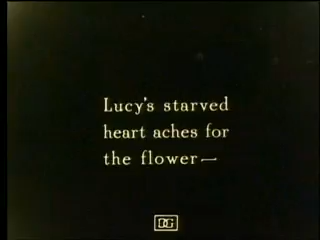 Lucy's starved
heart aches for
the flower—
DG